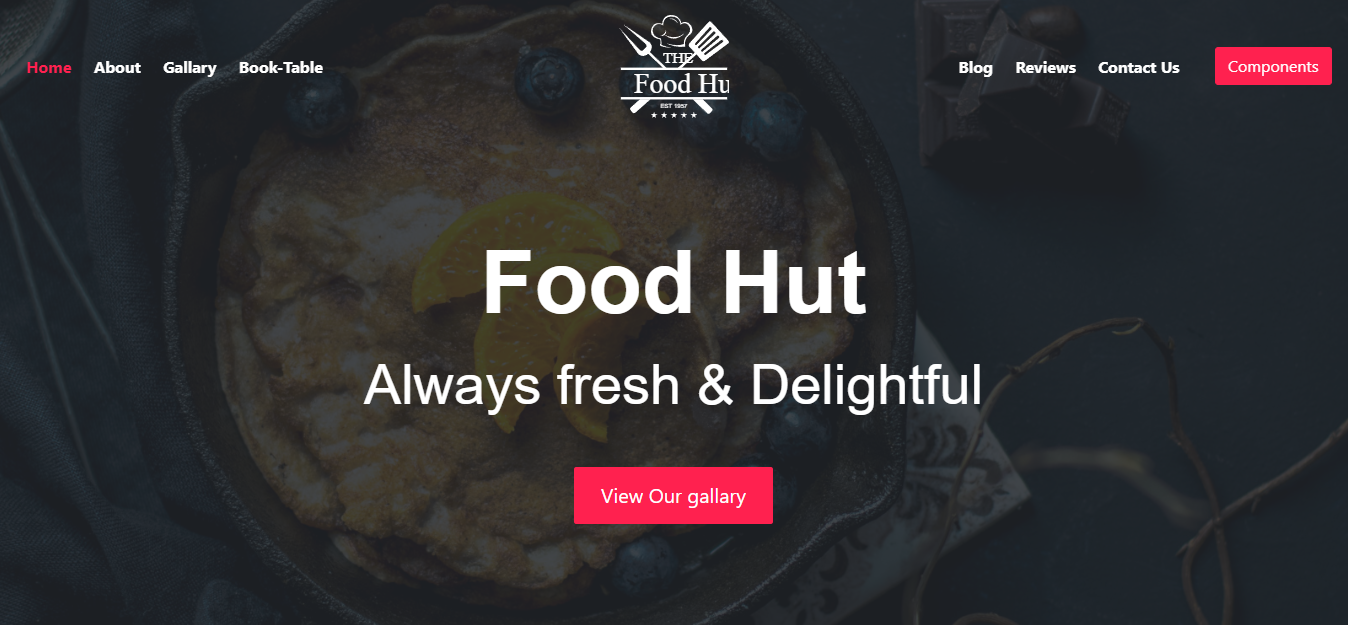 Home About Gallary Book-Table
THE
Food Hu
EST 1957
Blog Reviews Contact Us Components
Food Hut
Always fresh & Delightful
View Our gallary